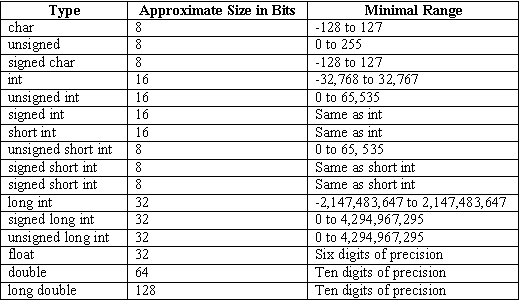 Type Approximate Size in Bits Minimal Range
char 8 -128 to 127
unsigned 8 0 to 255
signed char 8 -128 to 127
int 16 -32,768 to 32,767
unsigned int 16 0 to 65,535
signed int 16 Same as int
short int 16 Same as int
unsigned short int 8 0 to 65, 535
signed short int 8 Same as short int
signed short int 8 Same as short int
long int 32 -2,147,483,647 to 2,147,483,647
signed long int 32 0 to 4,294,967,295
unsigned long int 32 0 to 4,294,967,295
float 32 Six digits of precision
double 64 Ten digits of precision
long double 128 Ten digits of precision